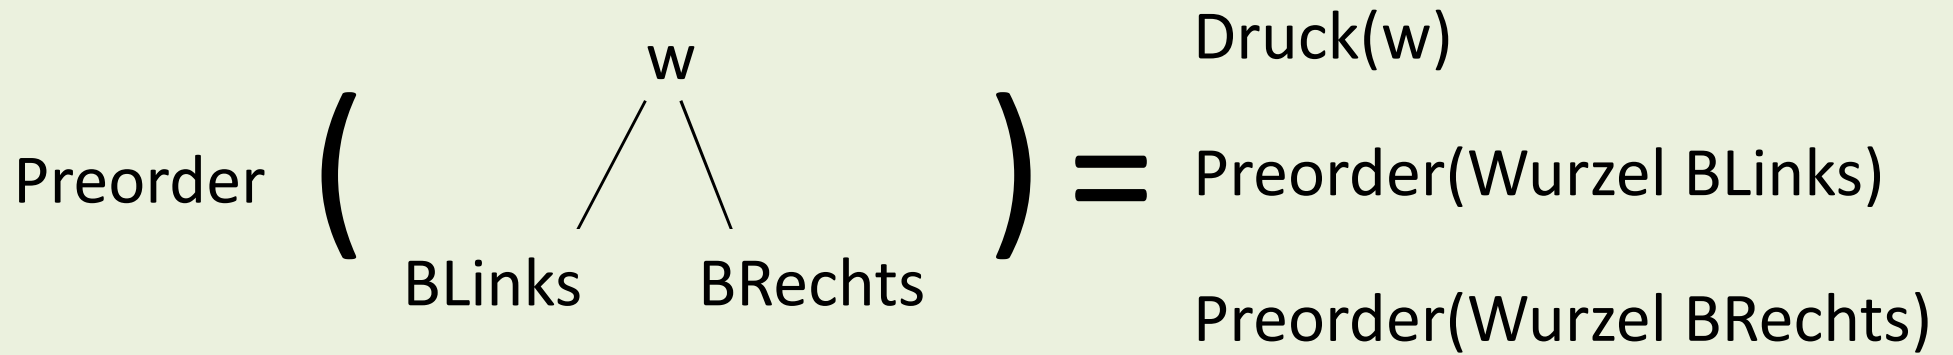 Preorder ( w
BLinks BRechts ) =
Druck(w)
Preorder(Wurzel BLinks)
Preorder(Wurzel BRechts)